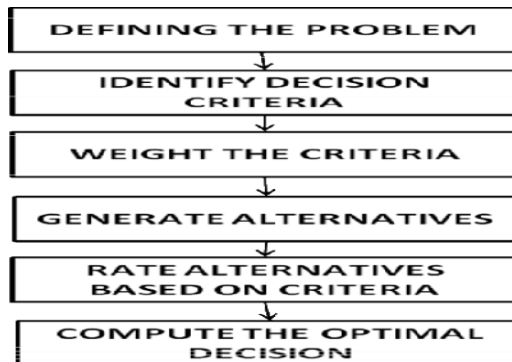 DEFINING THE PROBLEM
IDENTIFY DECISION
CRITERIA
WEIGHT THE CRITERIA
GENERATE ALTERNATIVES
RATE ALTERNATIVES
BASED ON CRITERIA
COMPUTE THE OPTIMAL
DECISION